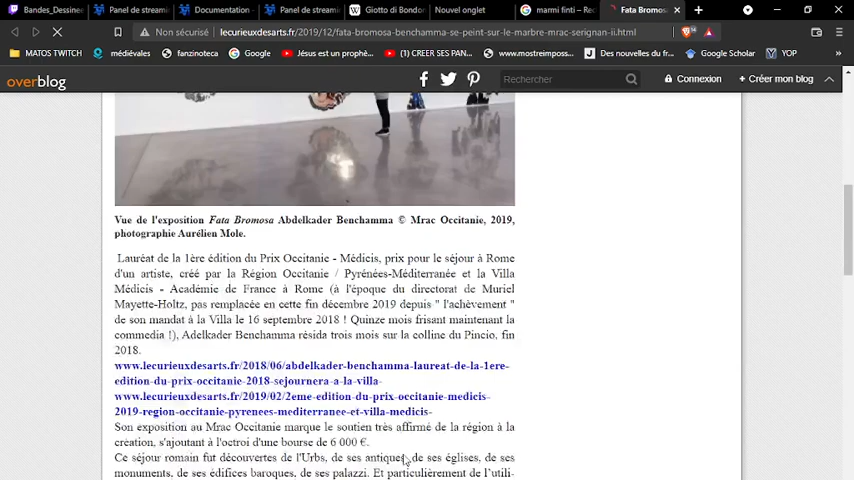 Bandes_Dessiner
Panel de streami
Documentation -
Panel de streami
Giotto di Bondor
Nouvel onglet
marmi finti – Rec
Fata Bromosa
Non sécurisé
lecurieuxdesarts.fr/2019/12/fata-bromosa-benchamma-se-peint-sur-le-marbre-mrac-serignan-ii.html
MATOS TWITCH
médiévales
fanzinoteca
Google
Jésus est un prophè...
(1) CREER SES PAN...
www.mostreimposs...
Des nouvelles du fr...
Google Scholar
YOP
overblog
Rechercher
Connexion
+ Créer mon blog
Vue de l'exposition Fata Bromosa Abdelkader Benchamma © Mrac Occitanie, 2019,
photographie Aurélien Mole.
Lauréat de la 1ère édition du Prix Occitanie - Médicis, prix pour le séjour à Rome
d'un artiste, créé par la Région Occitanie / Pyrénées-Méditerranée et la Villa
Médicis - Académie de France à Rome (à l'époque du directorat de Muriel
Mayette-Holtz, pas remplacée en cette fin décembre 2019 depuis " l'achèvement "
de son mandat à la Villa le 16 septembre 2018 ! Quinze mois frisant maintenant la
commedia !), Adelkader Benchamma résida trois mois sur la colline du Pincio, fin
2018.
www.lecurieuxdesarts.fr/2018/06/abdelkader-benchamma-laureat-de-la-1ere-
edition-du-prix-occitanie-2018-sejournera-a-la-villa-
www.lecurieuxdesarts.fr/2019/02/2eme-edition-du-prix-occitanie-medicis-
2019-region-occitanie-pyrenees-mediterranee-et-villa-medicis-
Son exposition au Mrac Occitanie marque le soutien très affirmé de la région à la
création, s'ajoutant à l'octroi d'une bourse de 6 000 €.
Ce séjour romain fut découvertes de l'Urbs, de ses antiques, de ses églises, de ses
monuments, de ses édifices baroques, de ses palazzi. Et particulièrement de l'utili-